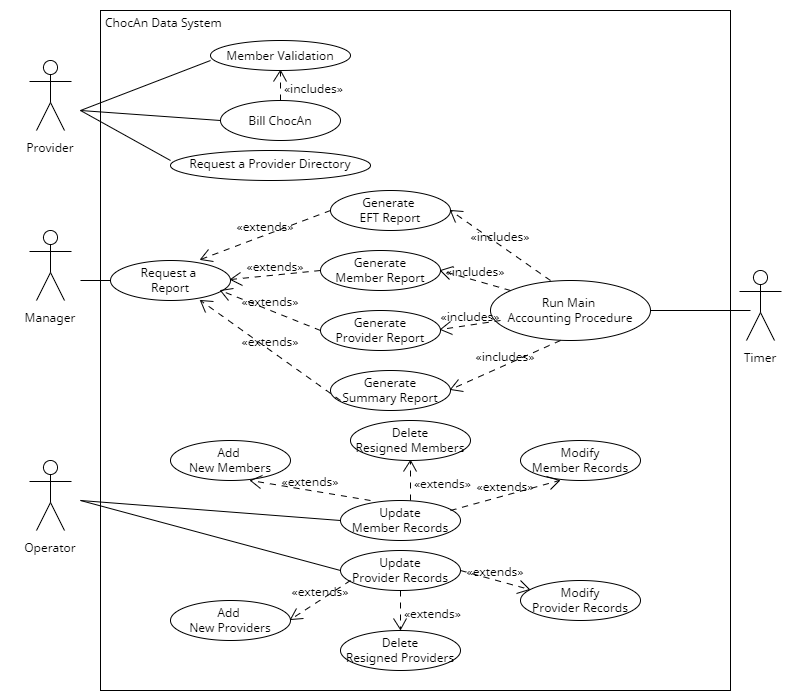 ChocAn Data System
Member Validation
«includes»
Provider
Bill ChocAn
Request a Provider Directory
Generate
EFT Report
«extends»
«includes»
Request a
Report
«extends»
Generate
Member Report
«includes»
Manager
«extends»
Generate
Provider Report
«includes»
Run Main
Accounting Procedure
Timer
«extends»
«includes»
Generate
Summary Report
Delete
Resigned Members
Add
New Members
Modify
Member Records
«extends»
«extends»
«extends»
Update
Member Records
Operator
Update
Provider Records
«extends»
«extends»
Modify
Provider Records
Add
New Providers
«extends»
Delete
Resigned Providers